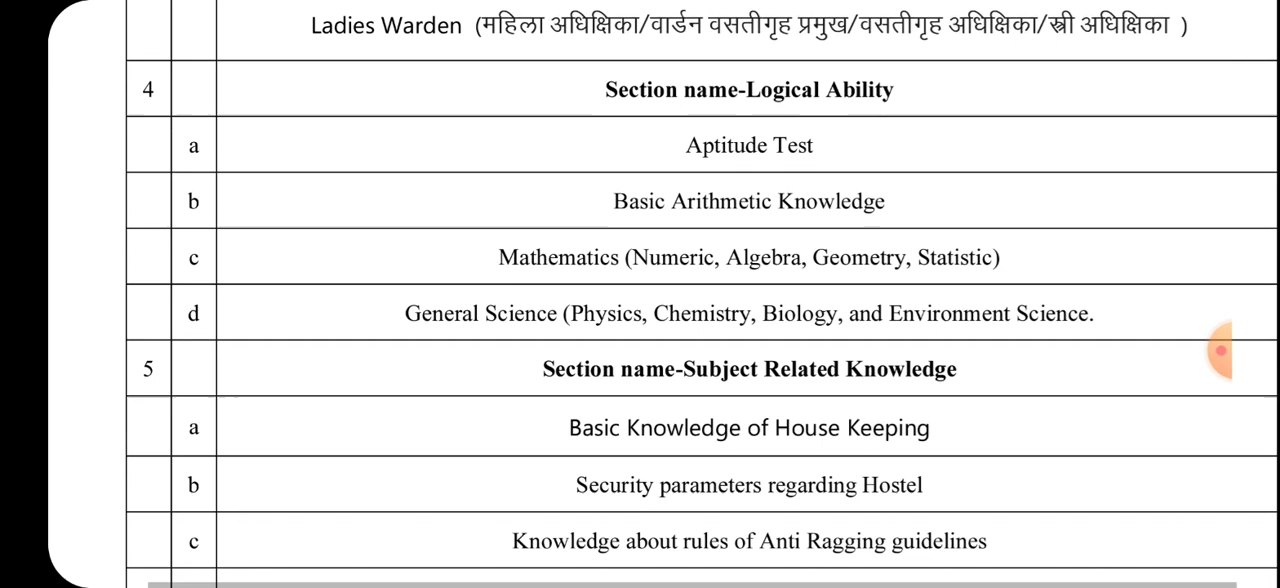 Ladies Warden (महिला अधिक्षिका/वार्डन वसतीगृह प्रमुख/वसतीगृह अधिक्षिका/स्त्री अधिक्षिका )
4 Section name-Logical Ability
a Aptitude Test
b Basic Arithmetic Knowledge
c Mathematics (Numeric, Algebra, Geometry, Statistic)
d General Science (Physics, Chemistry, Biology, and Environment Science.
5 Section name-Subject Related Knowledge
a Basic Knowledge of House Keeping
b Security parameters regarding Hostel
c Knowledge about rules of Anti Ragging guidelines